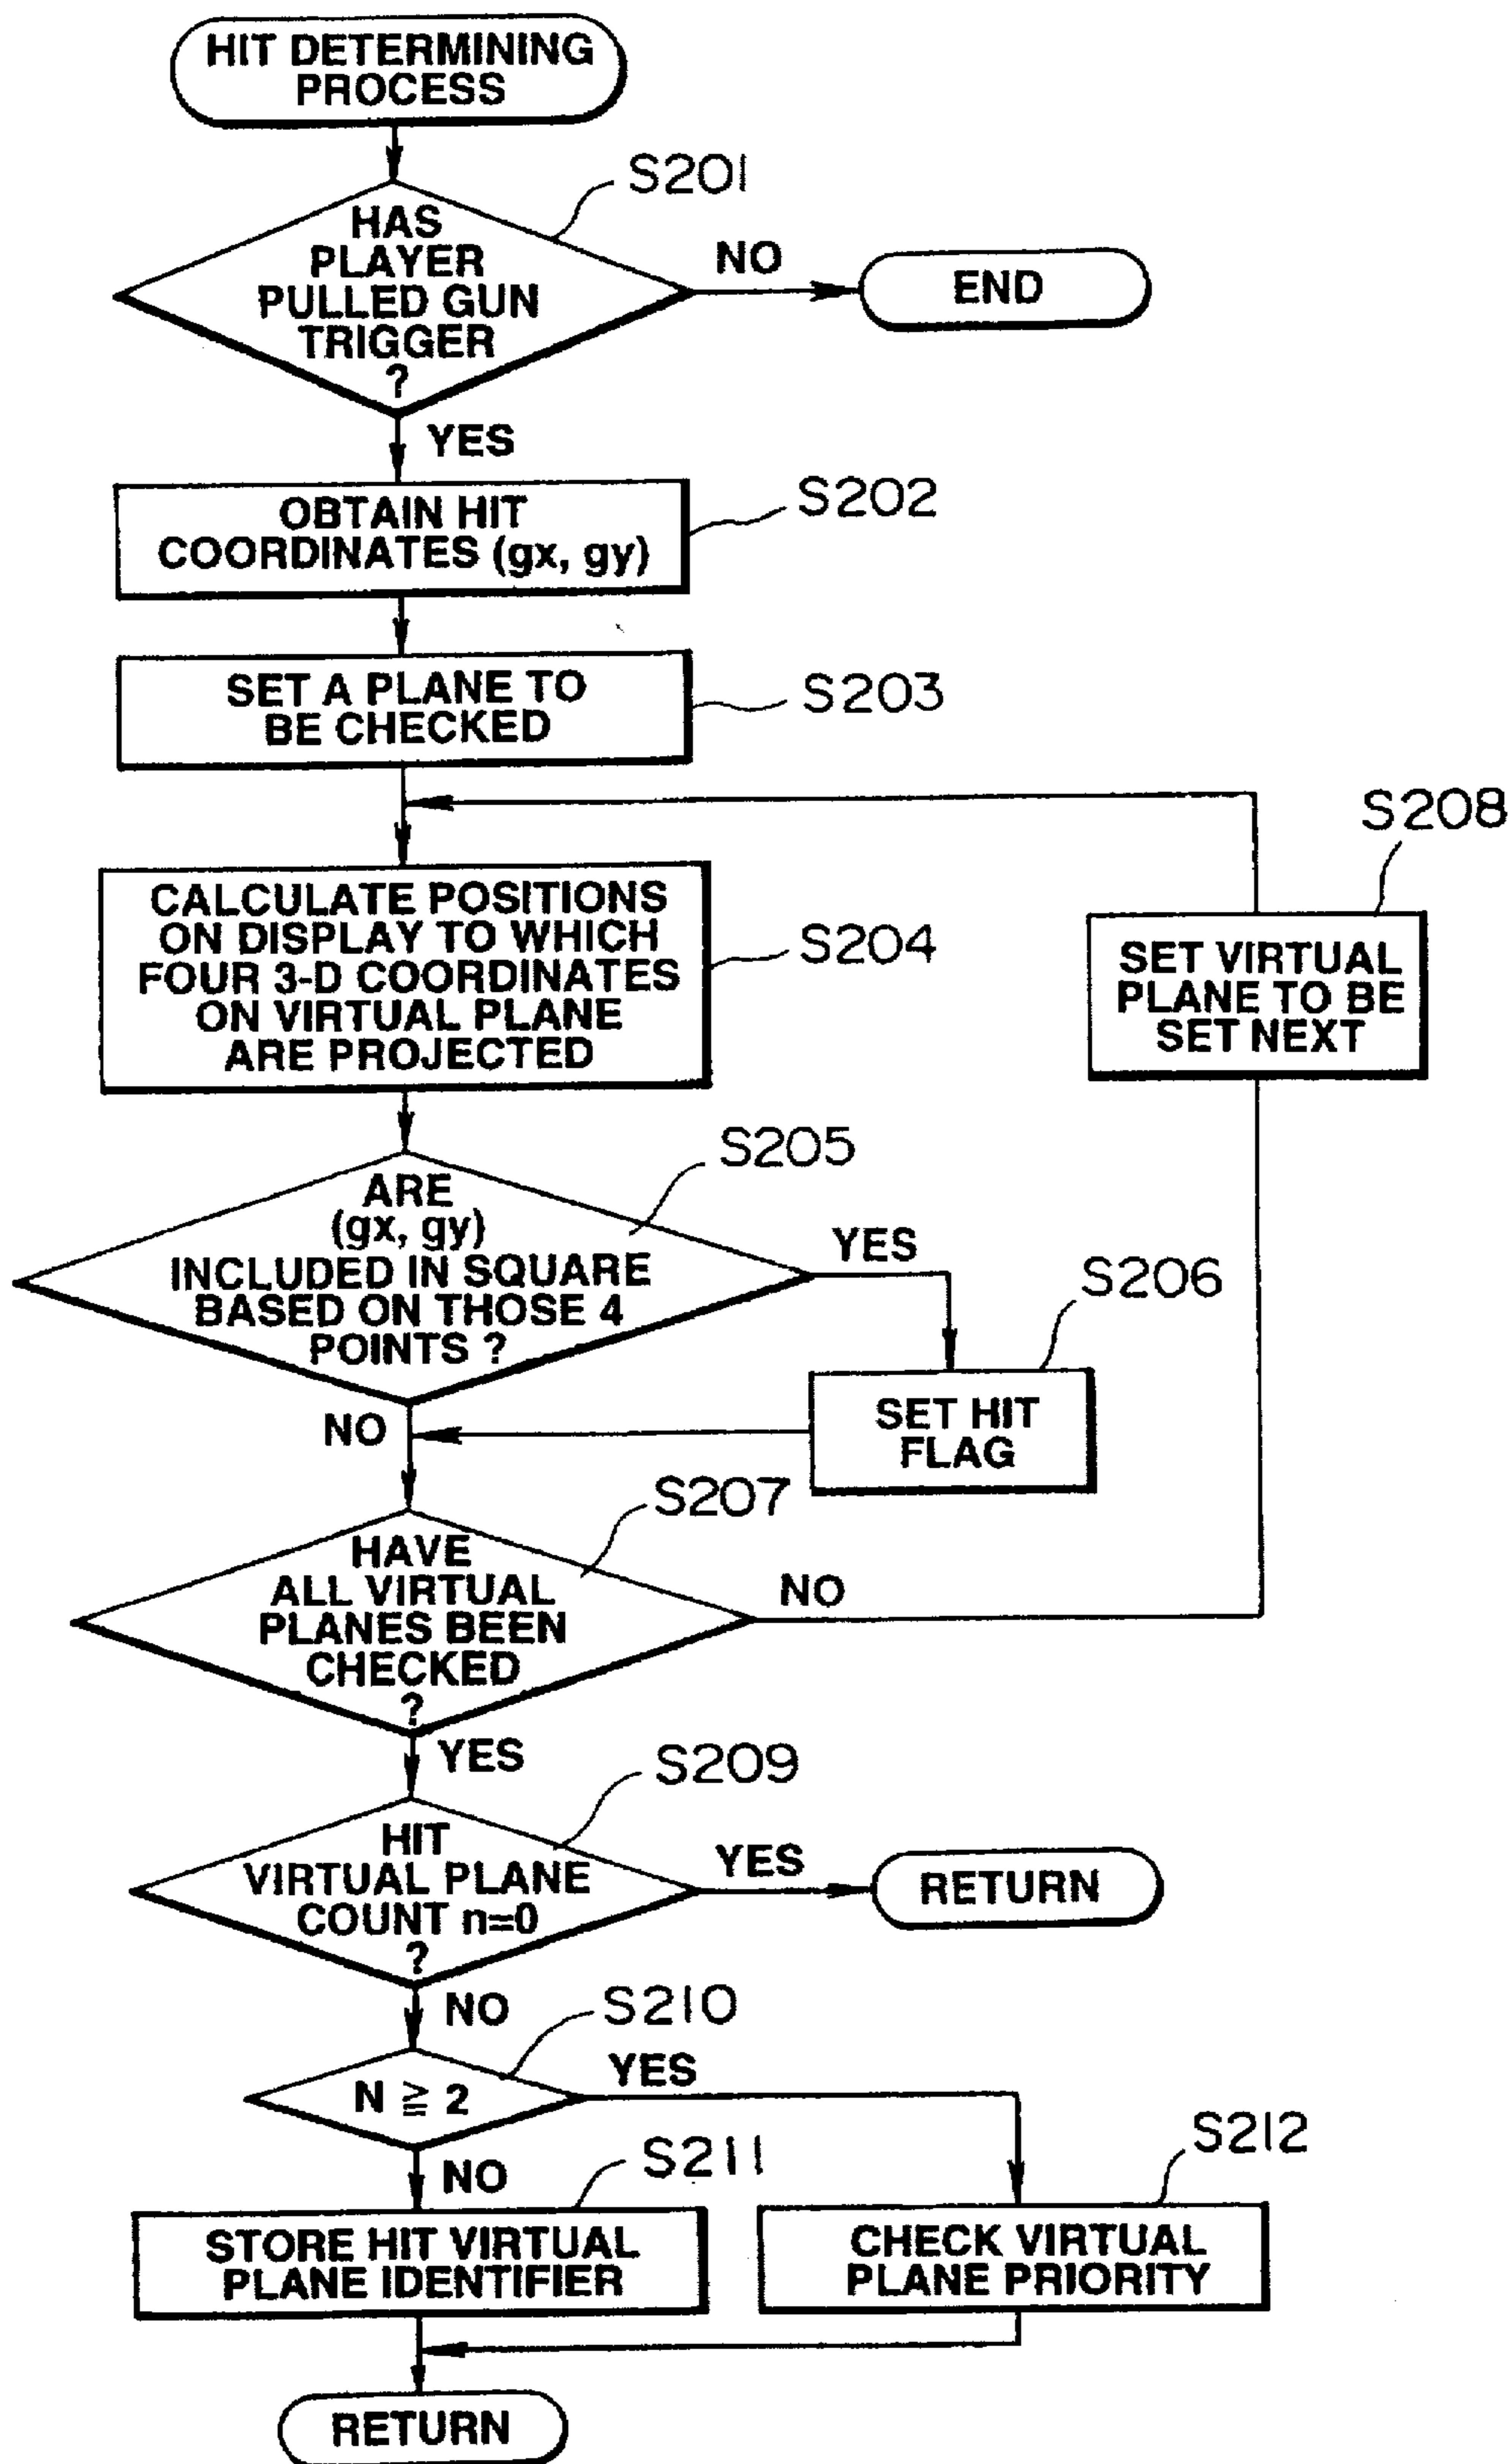 HIT DETERMINING
PROCESS
S201
HAS
PLAYER
PULLED GUN
TRIGGER
?
NO
END
YES
S202
OBTAIN HIT
COORDINATES (gx, gy)
S203
SET A PLANE TO
BE CHECKED
S208
CALCULATE POSITIONS
ON DISPLAY TO WHICH
FOUR 3-D COORDINATES
ON VIRTUAL PLANE
ARE PROJECTED
S204
SET VIRTUAL
PLANE TO BE
SET NEXT
S205
ARE
(gx, gy)
INCLUDED IN SQUARE
BASED ON THOSE 4
POINTS ?
YES
S206
SET HIT
FLAG
NO
S207
HAVE
ALL VIRTUAL
PLANES BEEN
CHECKED
?
NO
YES
S209
HIT
VIRTUAL PLANE
COUNT n=0
?
YES
RETURN
NO
S210
N ≧ 2
YES
NO
S211
S212
STORE HIT VIRTUAL
PLANE IDENTIFIER
CHECK VIRTUAL
PLANE PRIORITY
RETURN